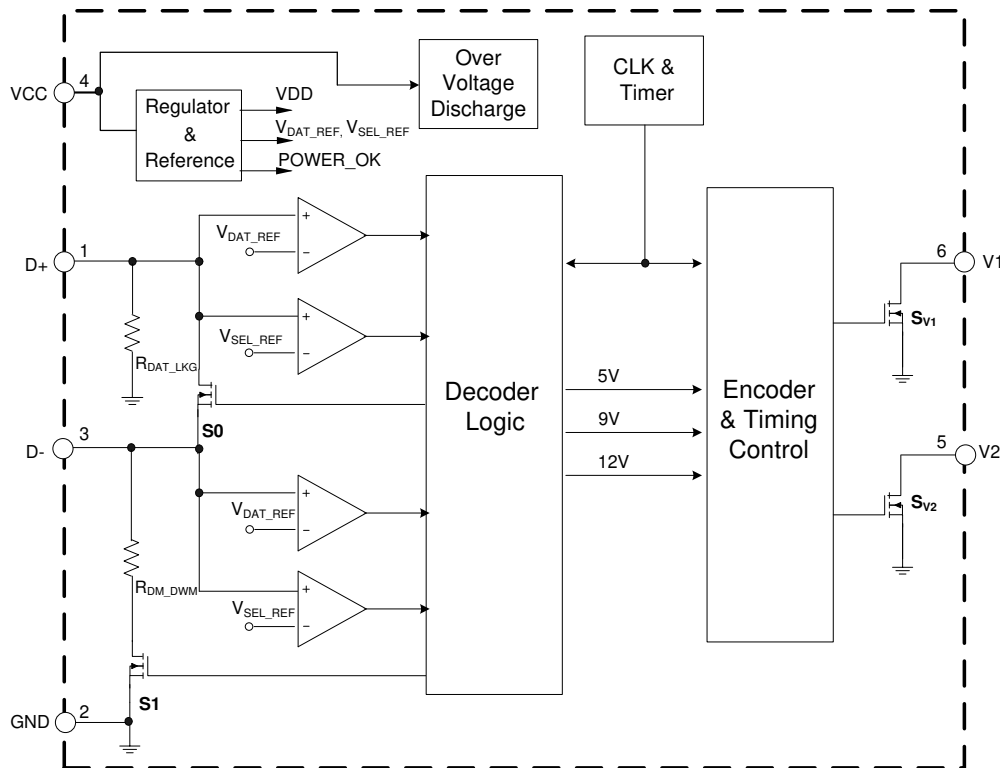 Over
Voltage
Discharge
CLK &
Timer
4
VCC
Regulator
&
Reference
VDD
VDAT_REF, VSEL_REF
POWER_OK
+
VDAT_REF
−
1
D+
6
V1
+
VSEL_REF
−
SV1
RDAT_LKG
Decoder
Logic
5V
9V
12V
Encoder
& Timing
Control
S0
3
D-
5
V2
+
VDAT_REF
−
SV2
RDM_DWM
+
VSEL_REF
−
S1
2
GND